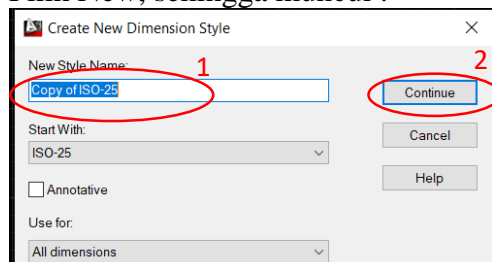 Pilih New, sehingga muncul :
Create New Dimension Style
New Style Name:
1
2
Copy of ISO-25
Continue
Start With:
Cancel
ISO-25
Help
Annotative
Use for:
All dimensions